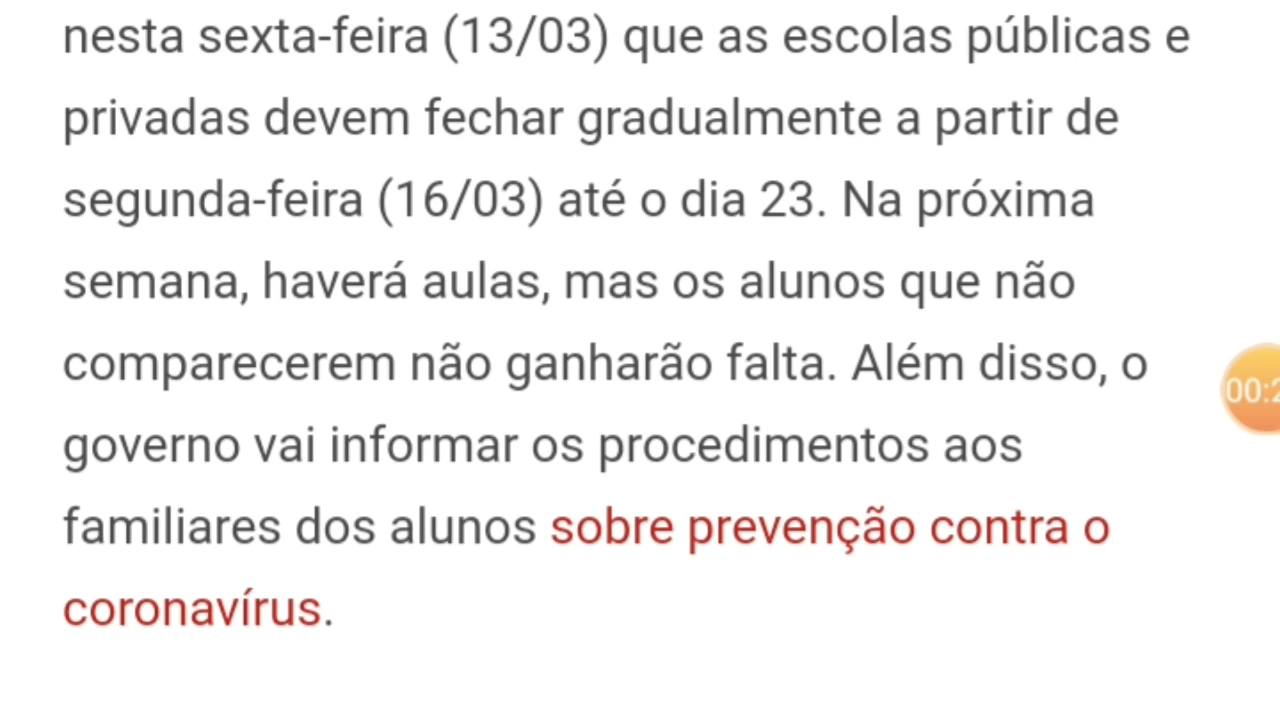 nesta sexta-feira (13/03) que as escolas públicas e
privadas devem fechar gradualmente a partir de
segunda-feira (16/03) até o dia 23. Na próxima
semana, haverá aulas, mas os alunos que não
comparecerem não ganharão falta. Além disso, o
governo vai informar os procedimentos aos
familiares dos alunos sobre prevenção contra o
coronavírus.